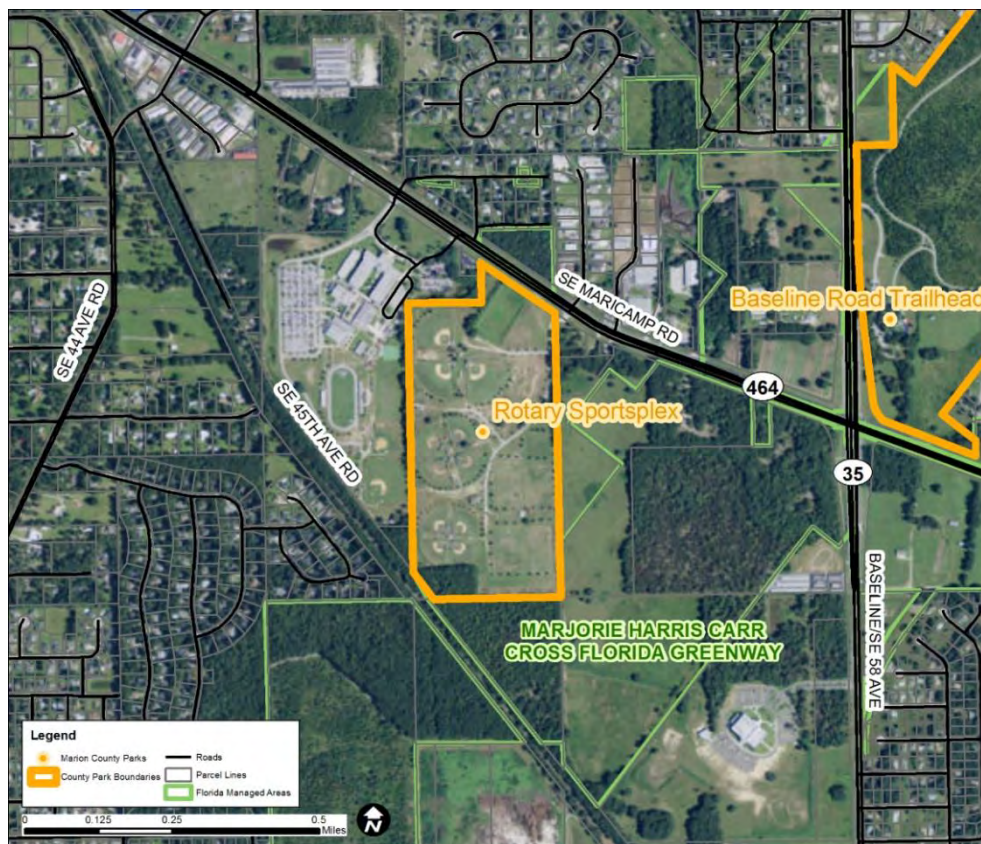 SE MARICAMP RD
Baseline Road Trailhead
SE 44 AVE RD
464
Rotary Sportsplex
SE 45TH AVE RD
35
BASELINE/SE 58 AVE
MARJORIE HARRIS CARR
CROSS FLORIDA GREENWAY
Legend
Marion County Parks
County Park Boundaries
Roads
Parcel Lines
Florida Managed Areas
0 0.125 0.25 0.5
Miles
N